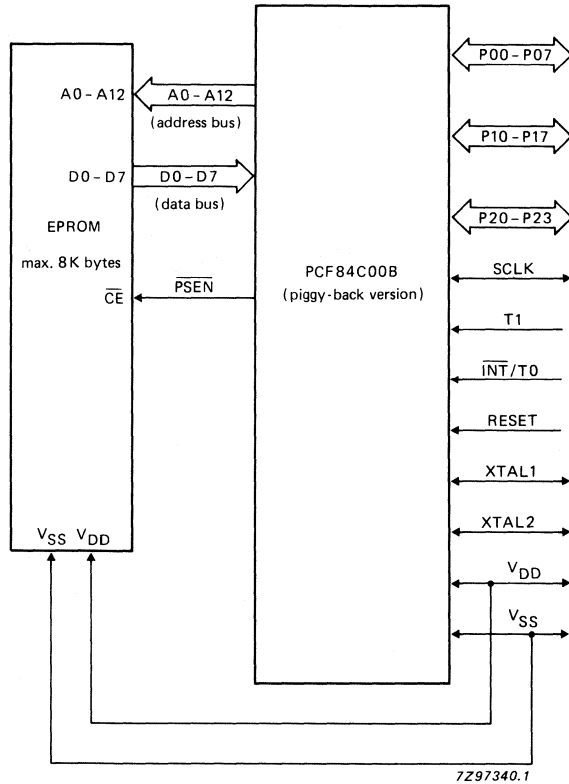 A0-A12
A0-A12
(address bus)
D0-D7
D0-D7
(data bus)
EPROM
max. 8K bytes
CE
PSEN
VSS VDD
PCF84C00B
(piggy-back version)
P00-P07
P10-P17
P20-P23
SCLK
T1
INT/T0
RESET
XTAL1
XTAL2
VDD
VSS
7Z97340.1